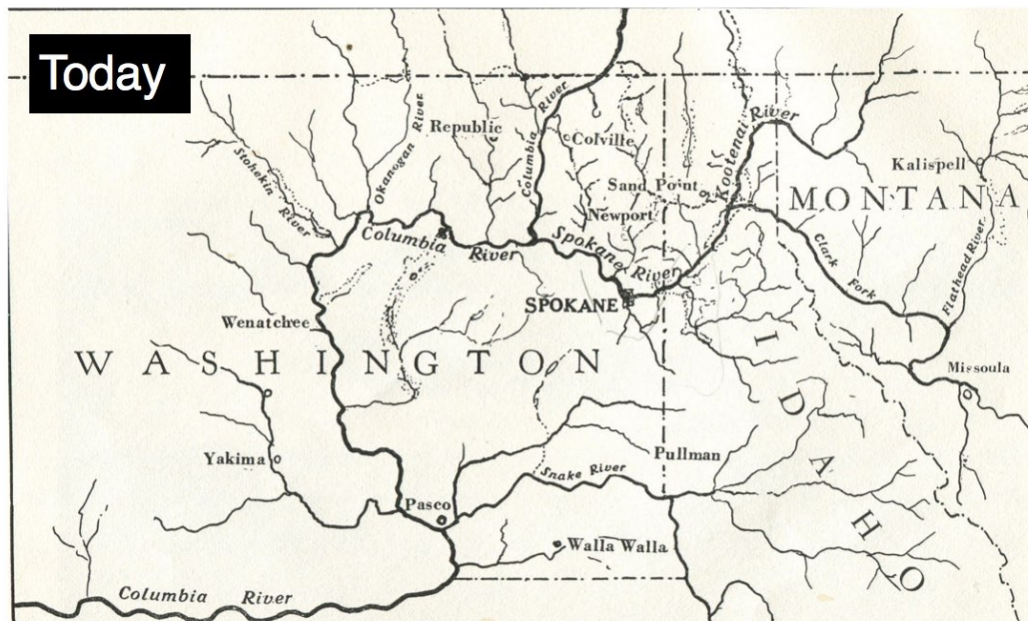 Today
Okanogan River
Republic
Columbia River
Colville
Kootenai River
Kalispell
MONTANA
Stohekin River
Sand Point
Newport
Columbia River
Spokane River
SPOKANE
Clark Fork
Flathead River
Wenatchee
WASHINGTON
Missoula
IDAHO
Yakima
Pullman
Snake River
Pasco
Walla Walla
Columbia River